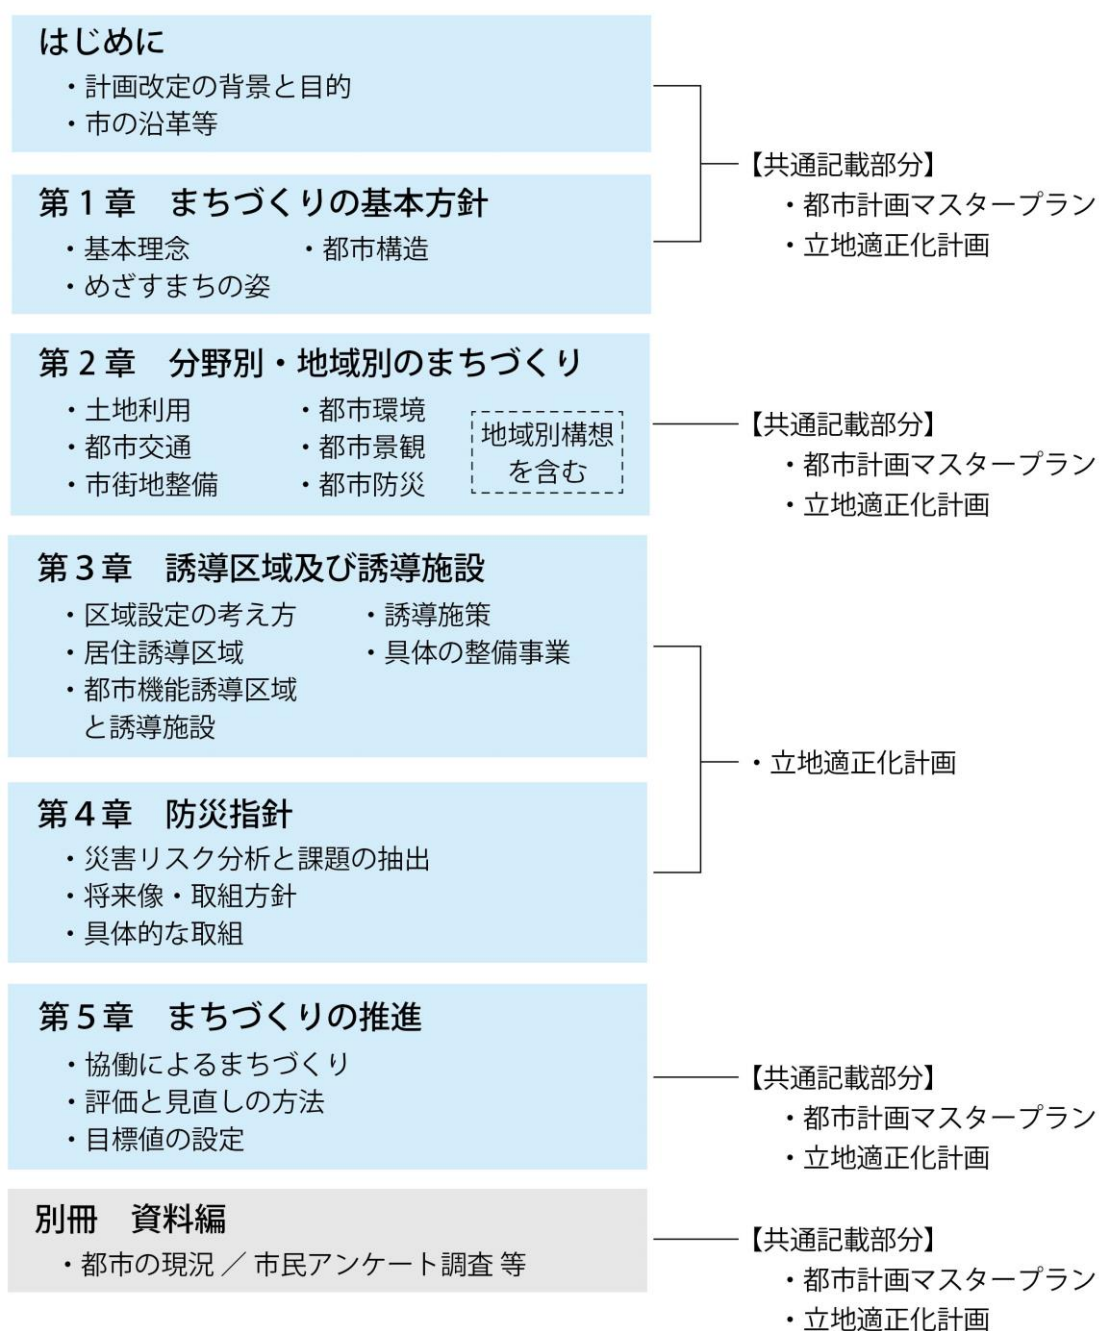 はじめに
・計画改定の背景と目的
・市の沿革等
【共通記載部分】
・都市計画マスタープラン
・立地適正化計画
第1章　まちづくりの基本方針
・基本理念　・都市構造
・めざすまちの姿
第2章　分野別・地域別のまちづくり
・土地利用　・都市環境
・都市交通　・都市景観
・市街地整備　・都市防災
地域別構想
を含む
【共通記載部分】
・都市計画マスタープラン
・立地適正化計画
第3章　誘導区域及び誘導施設
・区域設定の考え方　・誘導施策
・居住誘導区域　・具体の整備事業
・都市機能誘導区域
と誘導施設
・立地適正化計画
第4章　防災指針
・災害リスク分析と課題の抽出
・将来像・取組方針
・具体的な取組
第5章　まちづくりの推進
・協働によるまちづくり
・評価と見直しの方法
・目標値の設定
【共通記載部分】
・都市計画マスタープラン
・立地適正化計画
別冊　資料編
・都市の現況 ／ 市民アンケート調査 等
【共通記載部分】
・都市計画マスタープラン
・立地適正化計画